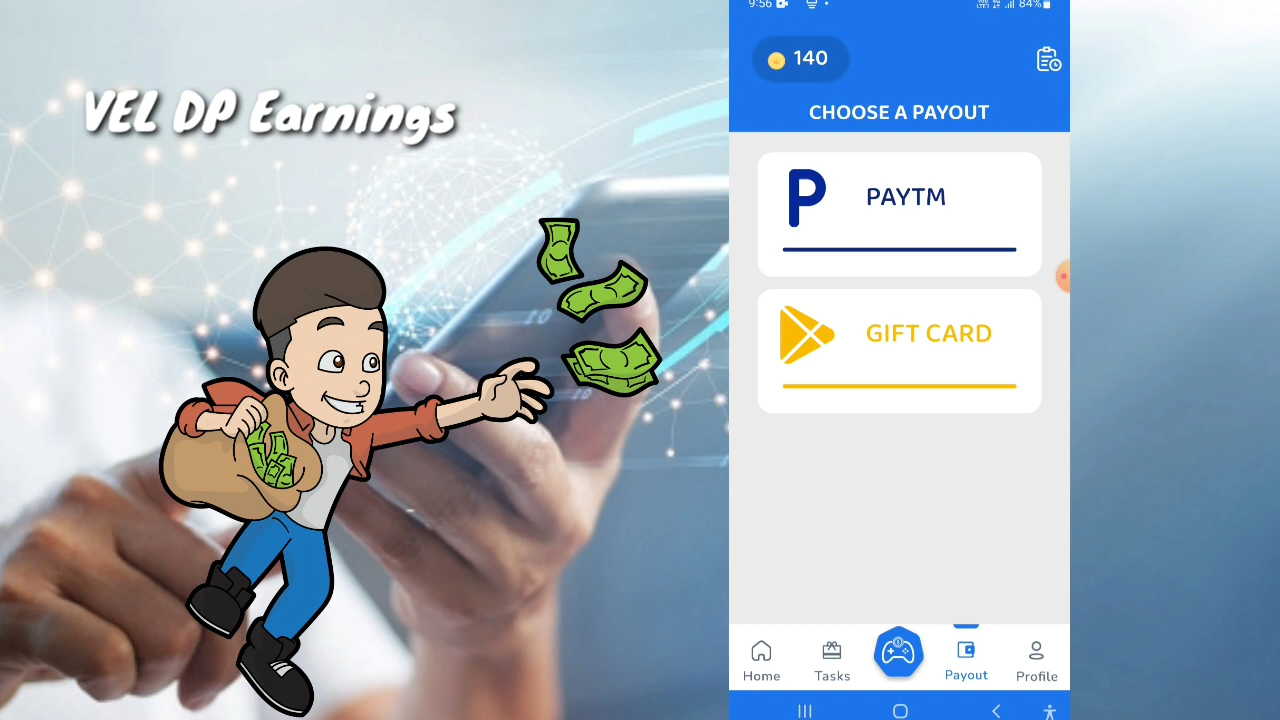 9:56
84%
VEL DP Earnings
140
CHOOSE A PAYOUT
P PAYTM
GIFT CARD
Home Tasks Payout Profile